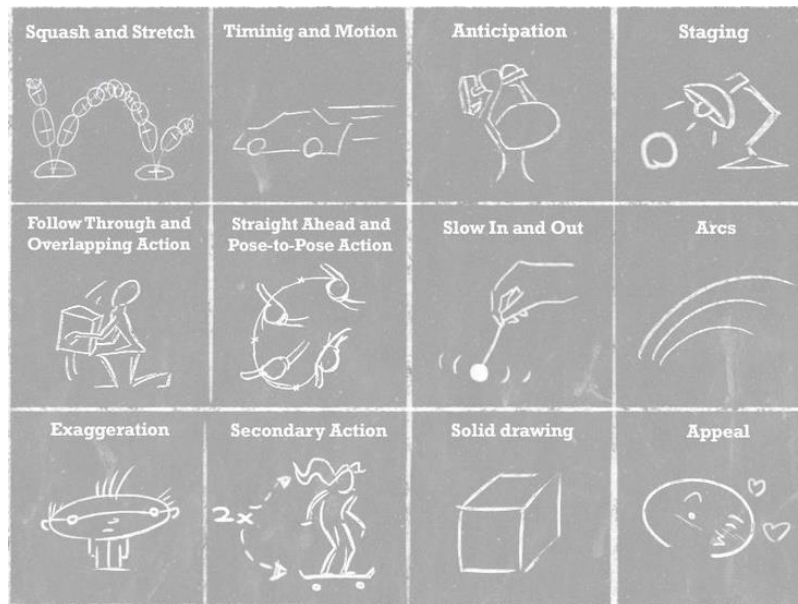 Squash and Stretch
Timinig and Motion
Anticipation
Staging
Follow Through and
Overlapping Action
Straight Ahead and
Pose-to-Pose Action
Slow In and Out
Arcs
Exaggeration
Secondary Action
2x
Solid drawing
Appeal